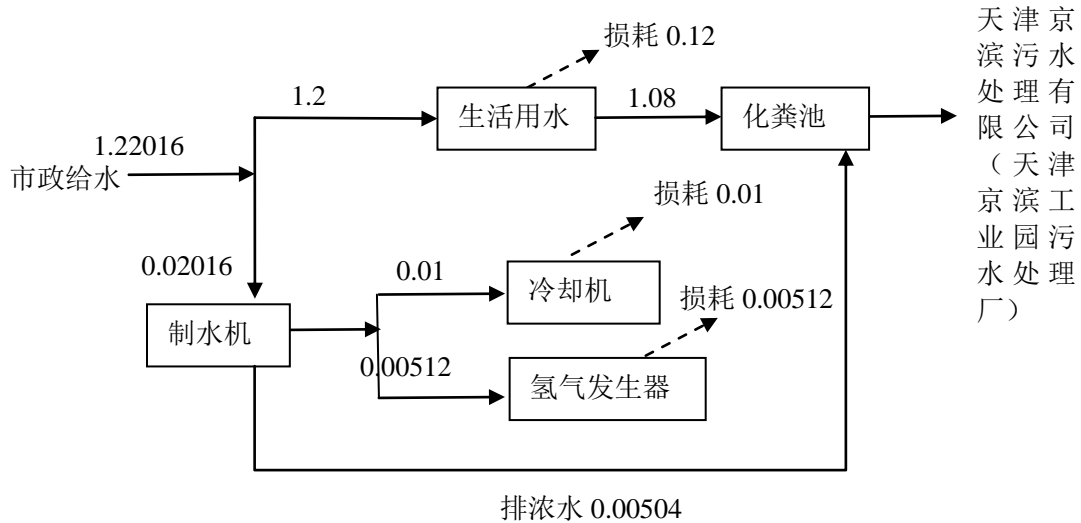 损耗 0.12
1.2
生活用水
1.08
化粪池
天津京
滨污水
处理有
限公司
（天津
京滨工
业园污
水处理
厂）
1.22016
市政给水
损耗 0.01
0.02016
0.01
冷却机
损耗 0.00512
制水机
0.00512
氢气发生器
排浓水 0.00504